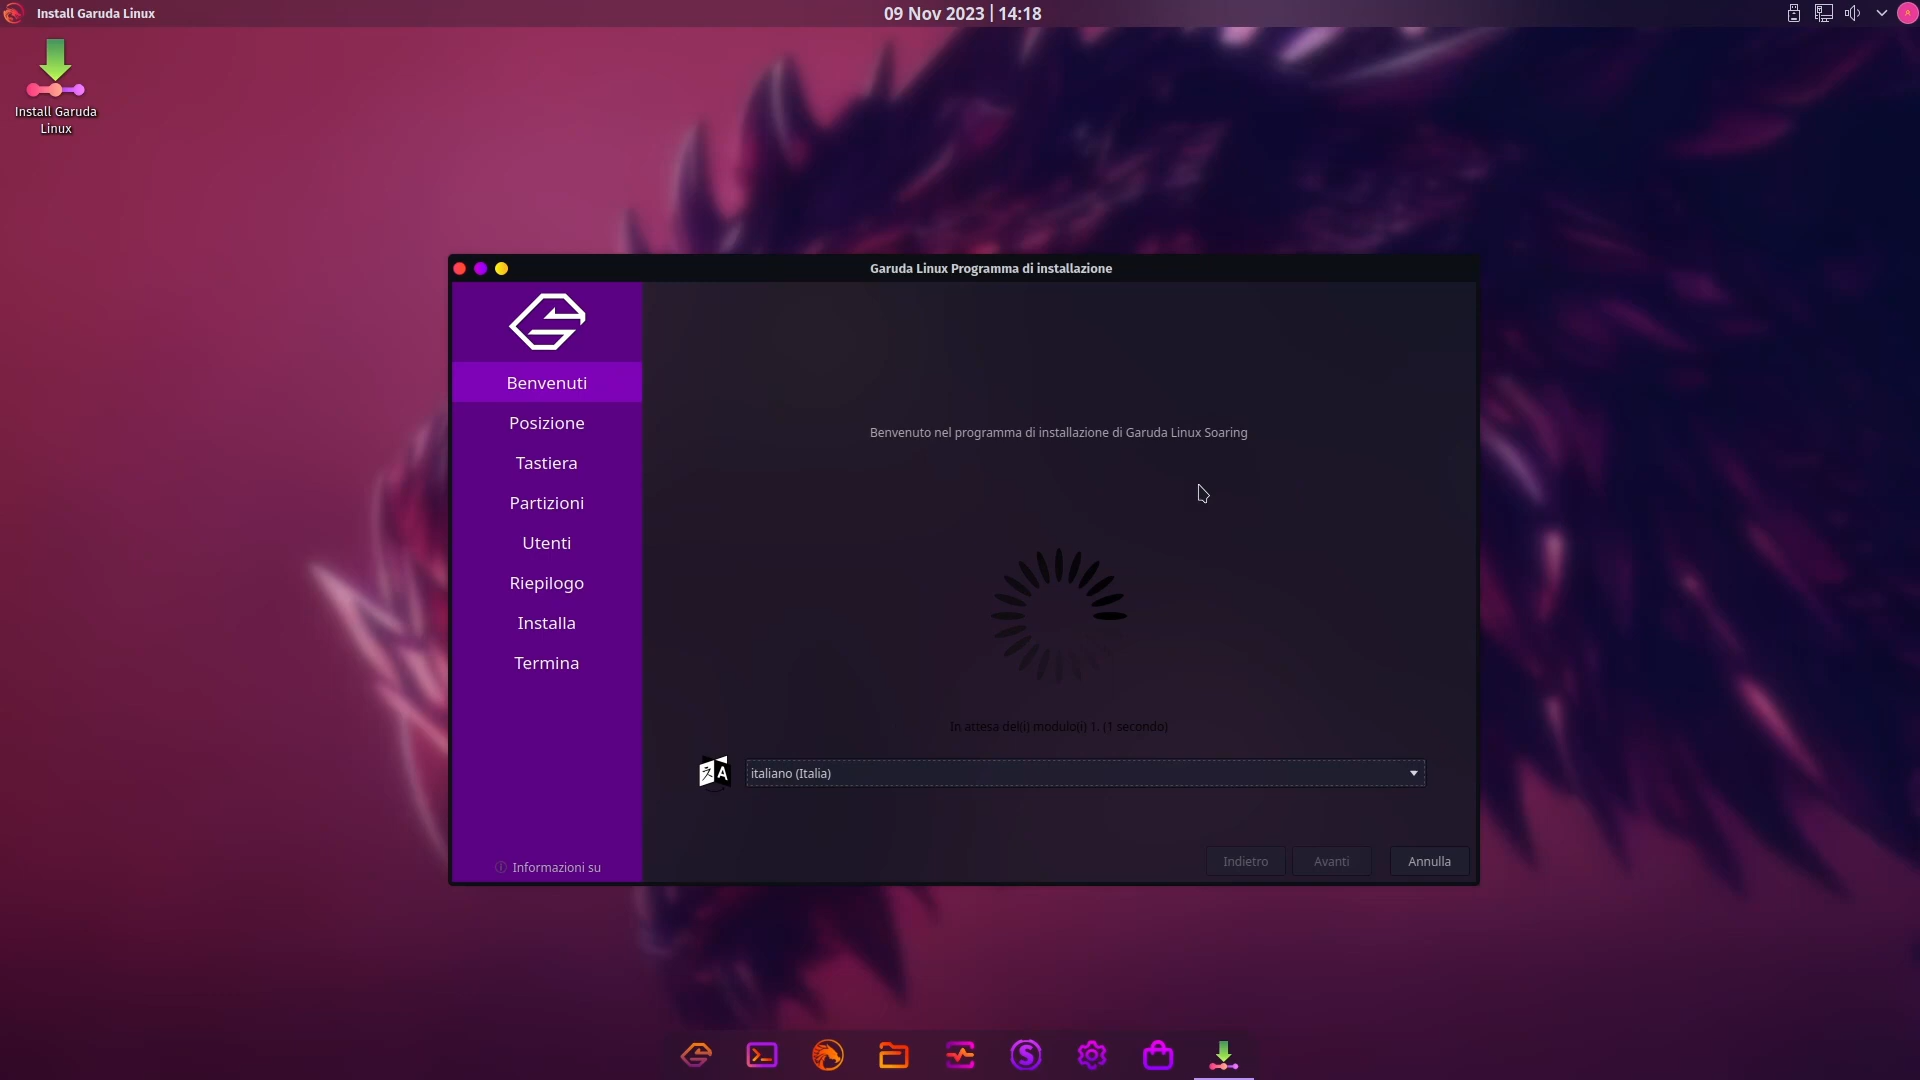 Install Garuda Linux
09 Nov 2023 | 14:18
Install Garuda
Linux
Garuda Linux Programma di installazione
Benvenuti
Posizione
Tastiera
Partizioni
Utenti
Riepilogo
Installa
Termina
Informazioni su
Benvenuto nel programma di installazione di Garuda Linux Soaring
In attesa del(i) modulo(i) 1. (1 secondo)
italiano (Italia)
Indietro
Avanti
Annulla